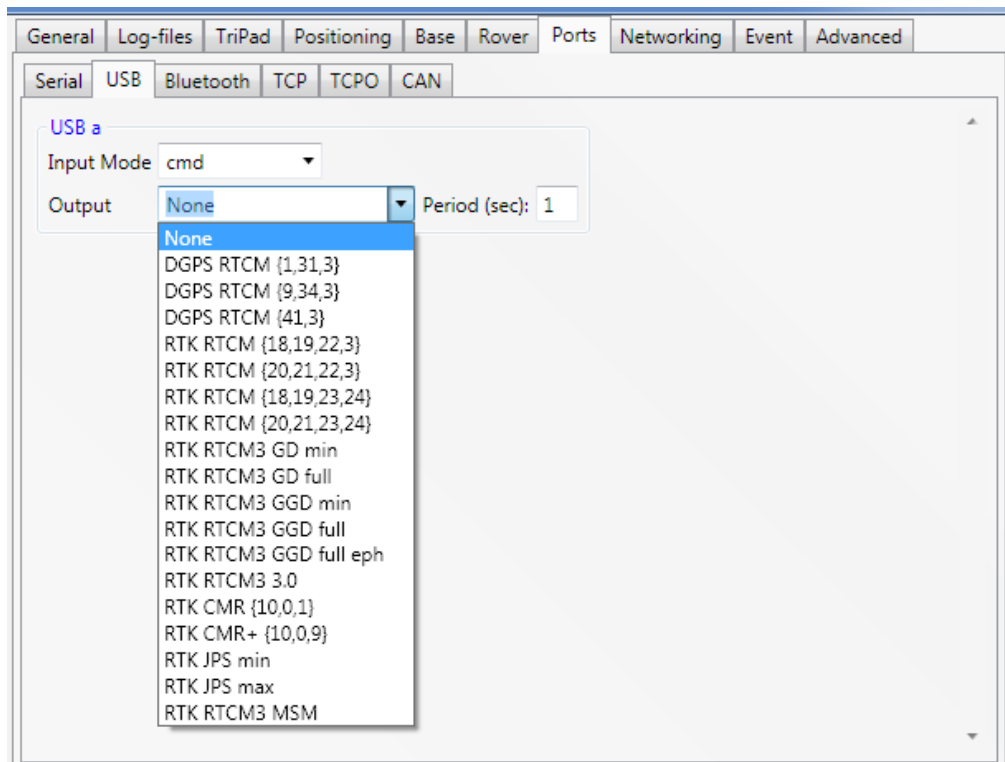 General Log-files TriPad Positioning Base Rover Ports Networking Event Advanced
Serial USB Bluetooth TCP TCPO CAN
USB a
Input Mode cmd
Output None Period (sec): 1
None
DGPS RTCM {1,31,3}
DGPS RTCM {9,34,3}
DGPS RTCM {41,3}
RTK RTCM {18,19,22,3}
RTK RTCM {20,21,22,3}
RTK RTCM {18,19,23,24}
RTK RTCM {20,21,23,24}
RTK RTCM3 GD min
RTK RTCM3 GD full
RTK RTCM3 GGD min
RTK RTCM3 GGD full
RTK RTCM3 GGD full eph
RTK RTCM3 3.0
RTK CMR {10,0,1}
RTK CMR+ {10,0,9}
RTK JPS min
RTK JPS max
RTK RTCM3 MSM